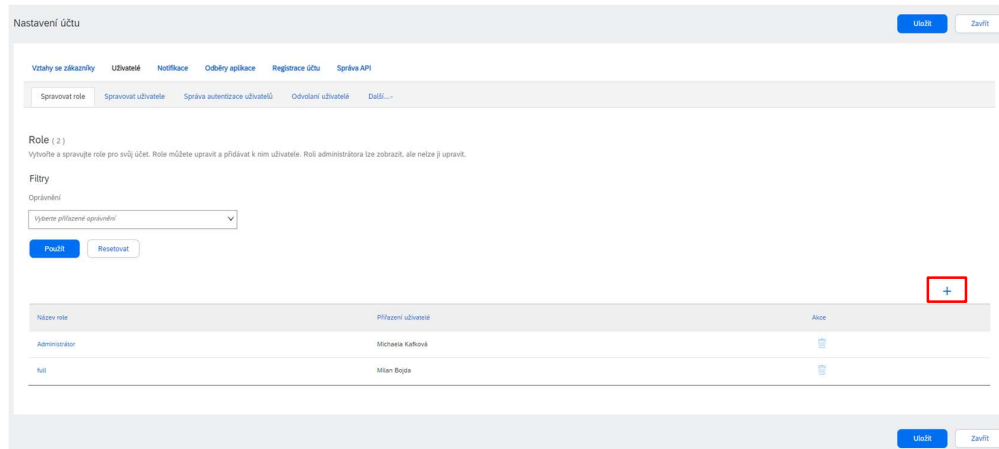 Nastavení účtu
Uložit Zavřít
Vztahy se zákazníky Uživatelé Notifikace Odběry aplikace Registrace účtu Správa API
Spravovat role Spravovat uživatele Správa autentizace uživatelů Odvolaní uživatelé Další...
Role ( 2 )
Vytvořte a spravujte role pro svůj účet. Role můžete upravit a přidávat k nim uživatele. Roli administrátora lze zobrazit, ale nelze ji upravit.
Filtry
Oprávnění
Vyberte přiřazené oprávnění
Použít Resetovat
+
Název role Přiřazení uživatelé Akce
Administrátor Michaela Kafková
full Milan Bojda
Uložit Zavřít